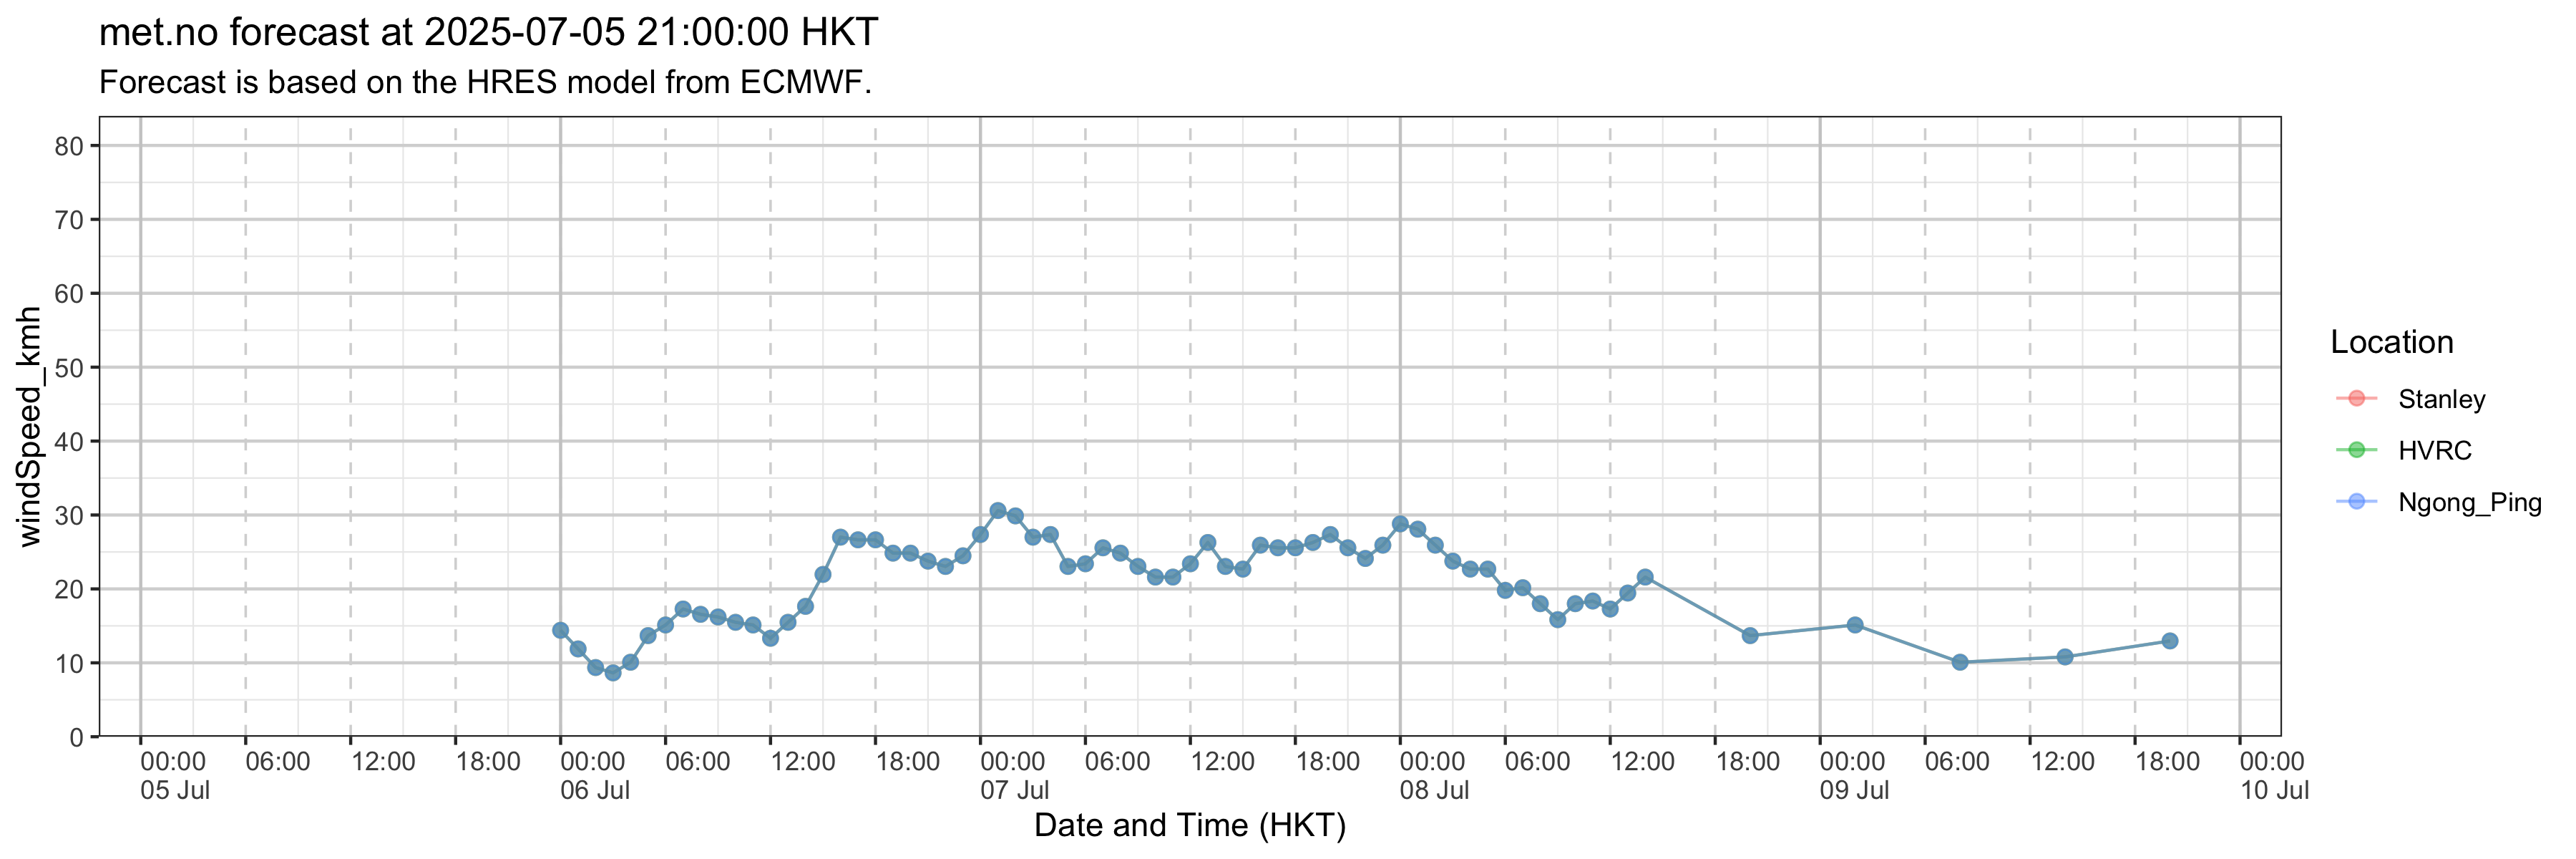 met.no forecast at 2025-07-05 21:00:00 HKT
Forecast is based on the HRES model from ECMWF.
windSpeed_kmh
80
70
60
50
40
30
20
10
0
00:00 06:00 12:00 18:00 00:00 06:00 12:00 18:00 00:00 06:00 12:00 18:00 00:00 06:00 12:00 18:00 00:00 06:00 12:00 18:00 00:00
05 Jul 06 Jul 07 Jul 08 Jul 09 Jul 10 Jul
Date and Time (HKT)
Location
Stanley
HVRC
Ngong_Ping